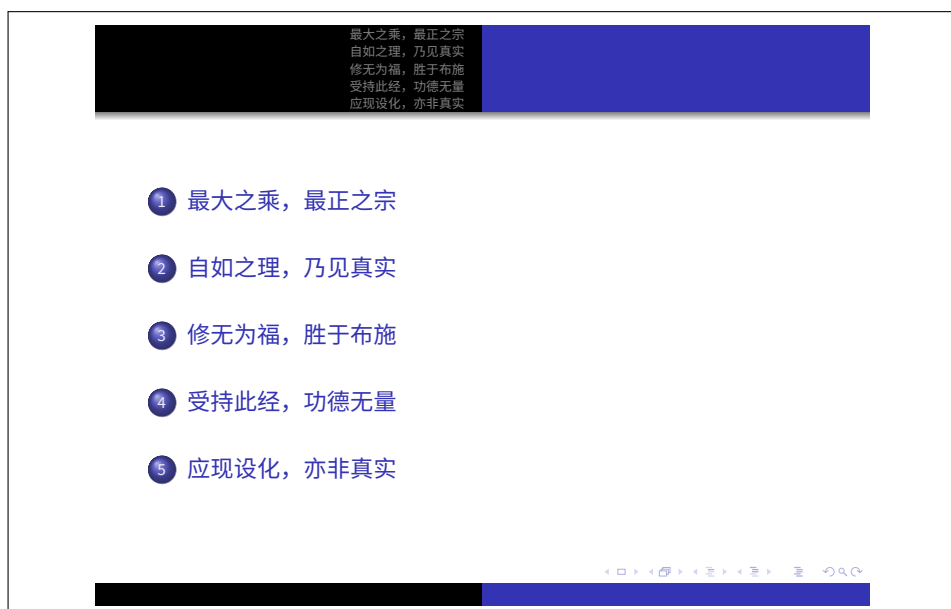 最大之乘，最正之宗
自如之理，乃见真实
修无为福，胜于布施
受持此经，功德无量
应现设化，亦非真实
1 最大之乘，最正之宗
2 自如之理，乃见真实
3 修无为福，胜于布施
4 受持此经，功德无量
5 应现设化，亦非真实